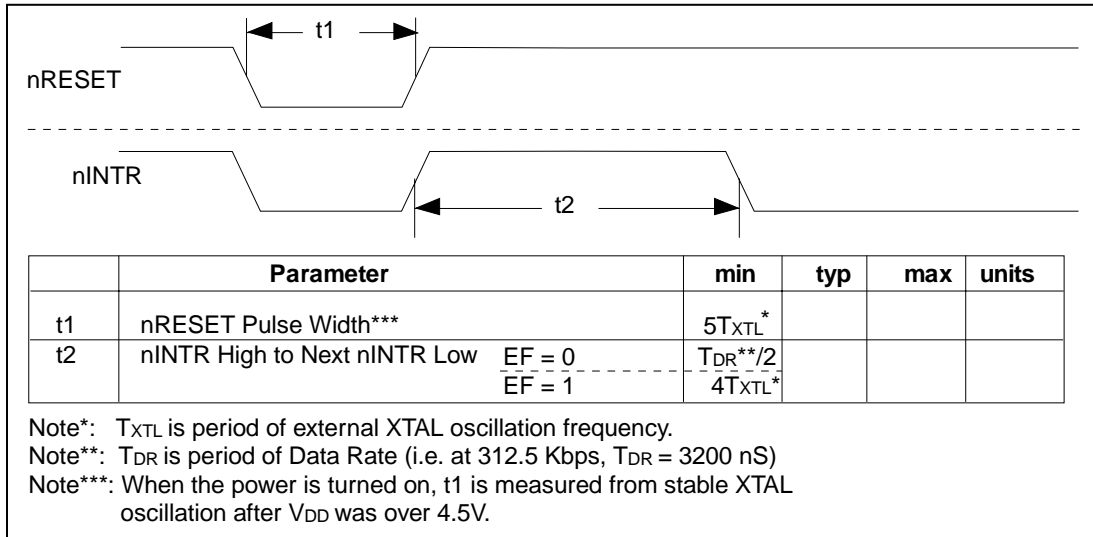 t1
nRESET
nINTR
t2
Parameter min typ max units
t1 nRESET Pulse Width*** 5TXTL*
t2 nINTR High to Next nINTR Low EF = 0 TDR**/2
EF = 1 4TXTL*
Note*: TXTL is period of external XTAL oscillation frequency.
Note**: TDR is period of Data Rate (i.e. at 312.5 Kbps, TDR = 3200 nS)
Note***: When the power is turned on, t1 is measured from stable XTAL
oscillation after VDD was over 4.5V.